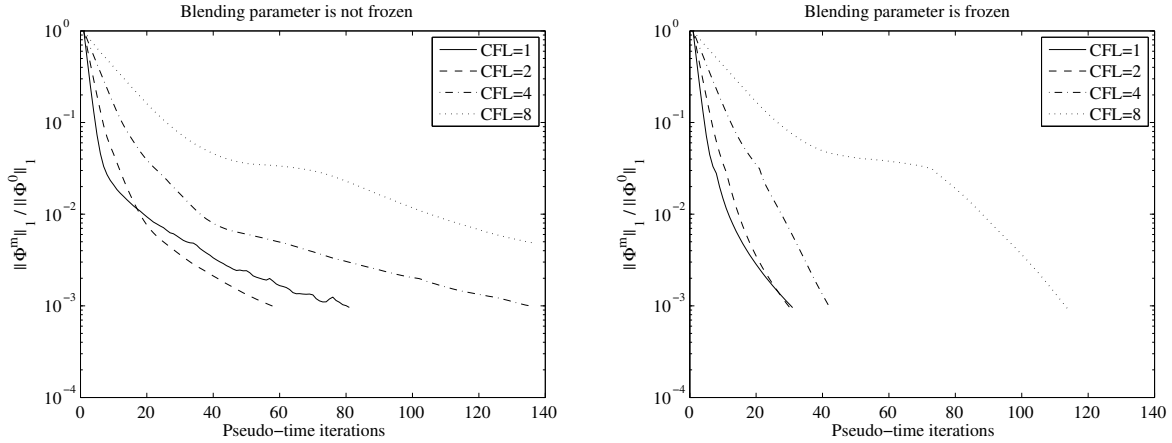 Blending parameter is not frozen
10^0
10^-1
10^-2
10^-3
10^-4
0 20 40 60 80 100 120 140
Pseudo-time iterations
||Φ^m||_1 / ||Φ^0||_1
CFL=1
CFL=2
CFL=4
CFL=8
Blending parameter is frozen
10^0
10^-1
10^-2
10^-3
10^-4
0 20 40 60 80 100 120 140
Pseudo-time iterations
||Φ^m||_1 / ||Φ^0||_1
CFL=1
CFL=2
CFL=4
CFL=8